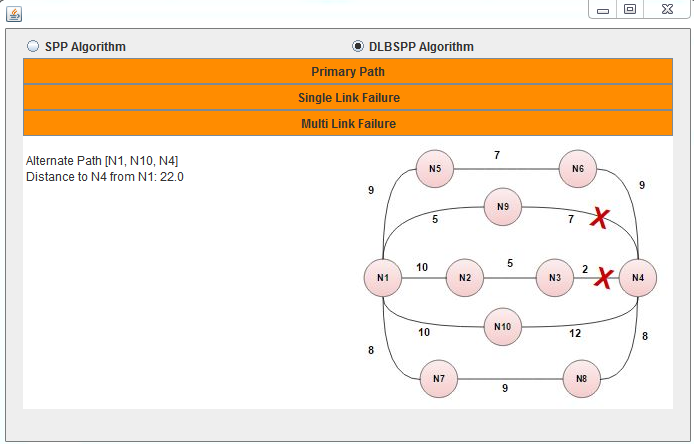 SPP Algorithm
DLBSPP Algorithm
Primary Path
Single Link Failure
Multi Link Failure
Alternate Path [N1, N10, N4]
Distance to N4 from N1: 22.0
7
N5
N6
9
9
N9
5
7
X
10
5
2
N1
N2
N3
X
N4
N10
10
12
8
8
N7
N8
9